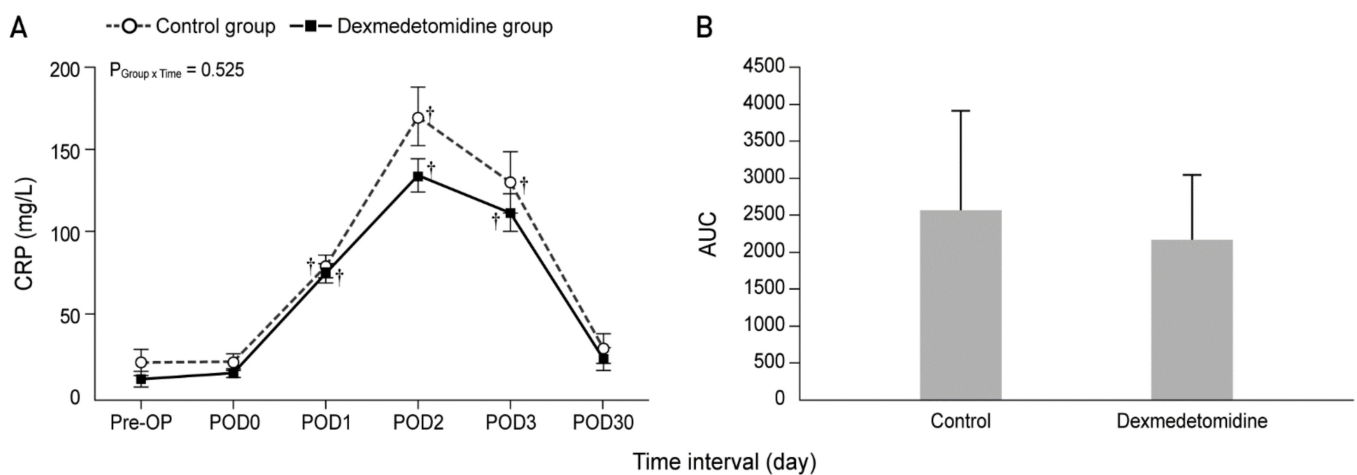 A
Control group
Dexmedetomidine group
P Group x Time = 0.525
CRP (mg/L)
200
150
100
50
0
†
†
†
†
†
†
Pre-OP POD0 POD1 POD2 POD3 POD30
B
AUC
4500
4000
3500
3000
2500
2000
1500
1000
500
0
Control Dexmedetomidine
Time interval (day)